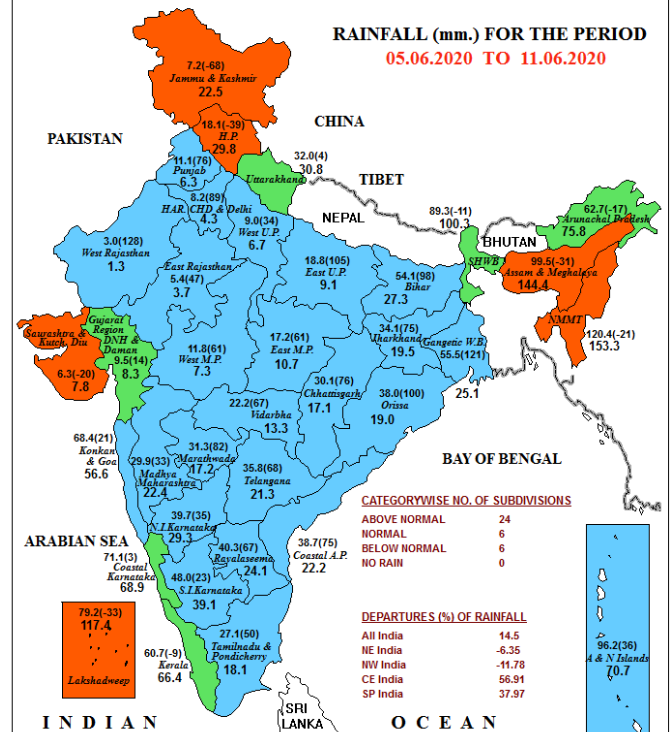 RAINFALL (mm.) FOR THE PERIOD
05.06.2020 TO 11.06.2020
7.2(-68)
Jammu & Kashmir
22.5
18.1(-39)
H.P.
29.8
CHINA
PAKISTAN
11.1(76)
Punjab
6.3
32.0(4)
30.8
Uttarakhand
TIBET
8.2(89)
HAR. CHD & Delhi
4.3
9.0(34)
West U.P.
6.7
NEPAL
89.3(-11)
100.3
SHWB
BHUTAN
62.7(-17)
Arunachal Pradesh
75.8
3.0(128)
West Rajasthan
1.3
East Rajasthan
5.4(47)
3.7
18.8(105)
East U.P.
9.1
54.1(98)
Bihar
27.3
99.5(-31)
Assam & Meghalaya
144.4
NMMT
120.4(-21)
153.3
Saurashtra &
Kutch, Diu
6.3(-20)
7.8
Gujarat
Region
DNH &
Daman
9.5(14)
8.3
11.8(61)
West M.P.
7.3
17.2(61)
East M.P.
10.7
34.1(75)
Jharkhand
19.5
Gangetic W.B.
55.5(121)
25.1
30.1(76)
Chhattisgarh
17.1
38.0(100)
Orissa
19.0
22.2(67)
Vidarbha
13.3
68.4(21)
Konkan
& Goa
56.6
29.9(33)
Madhya
Maharashtra
22.4
31.3(82)
Marathwada
17.2
35.8(68)
Telangana
21.3
BAY OF BENGAL
ARABIAN SEA
39.7(35)
N.I.Karnataka
29.3
40.3(67)
Rayalaseema
24.1
38.7(75)
Coastal A.P.
22.2
71.1(3)
Coastal
Karnataka
68.9
48.0(23)
S.I.Karnataka
39.1
CATEGORYWISE NO. OF SUBDIVISIONS
ABOVE NORMAL 24
NORMAL 6
BELOW NORMAL 6
NO RAIN 0
79.2(-33)
117.4
Lakshadweep
60.7(-9)
Kerala
66.4
27.1(50)
Tamilnadu &
Pondicherry
18.1
DEPARTURES (%) OF RAINFALL
All India 14.5
NE India -6.35
NW India -11.78
CE India 56.91
SP India 37.97
96.2(36)
A & N Islands
70.7
SRI
LANKA
INDIAN OCEAN